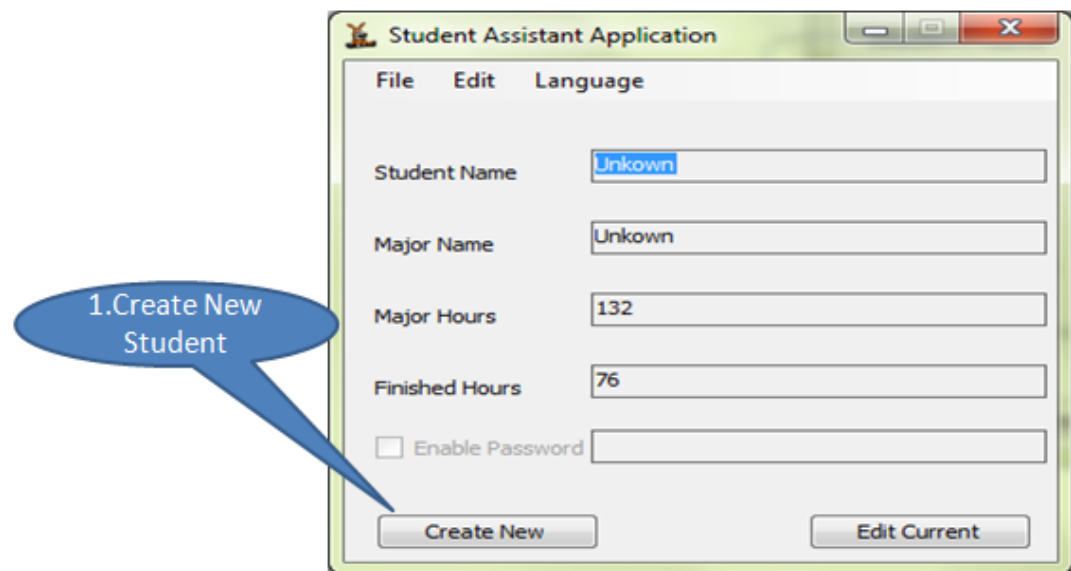 Student Assistant Application
File Edit Language
Student Name Unkown
Major Name Unkown
1.Create New
Student
Major Hours 132
Finished Hours 76
Enable Password
Create New Edit Current